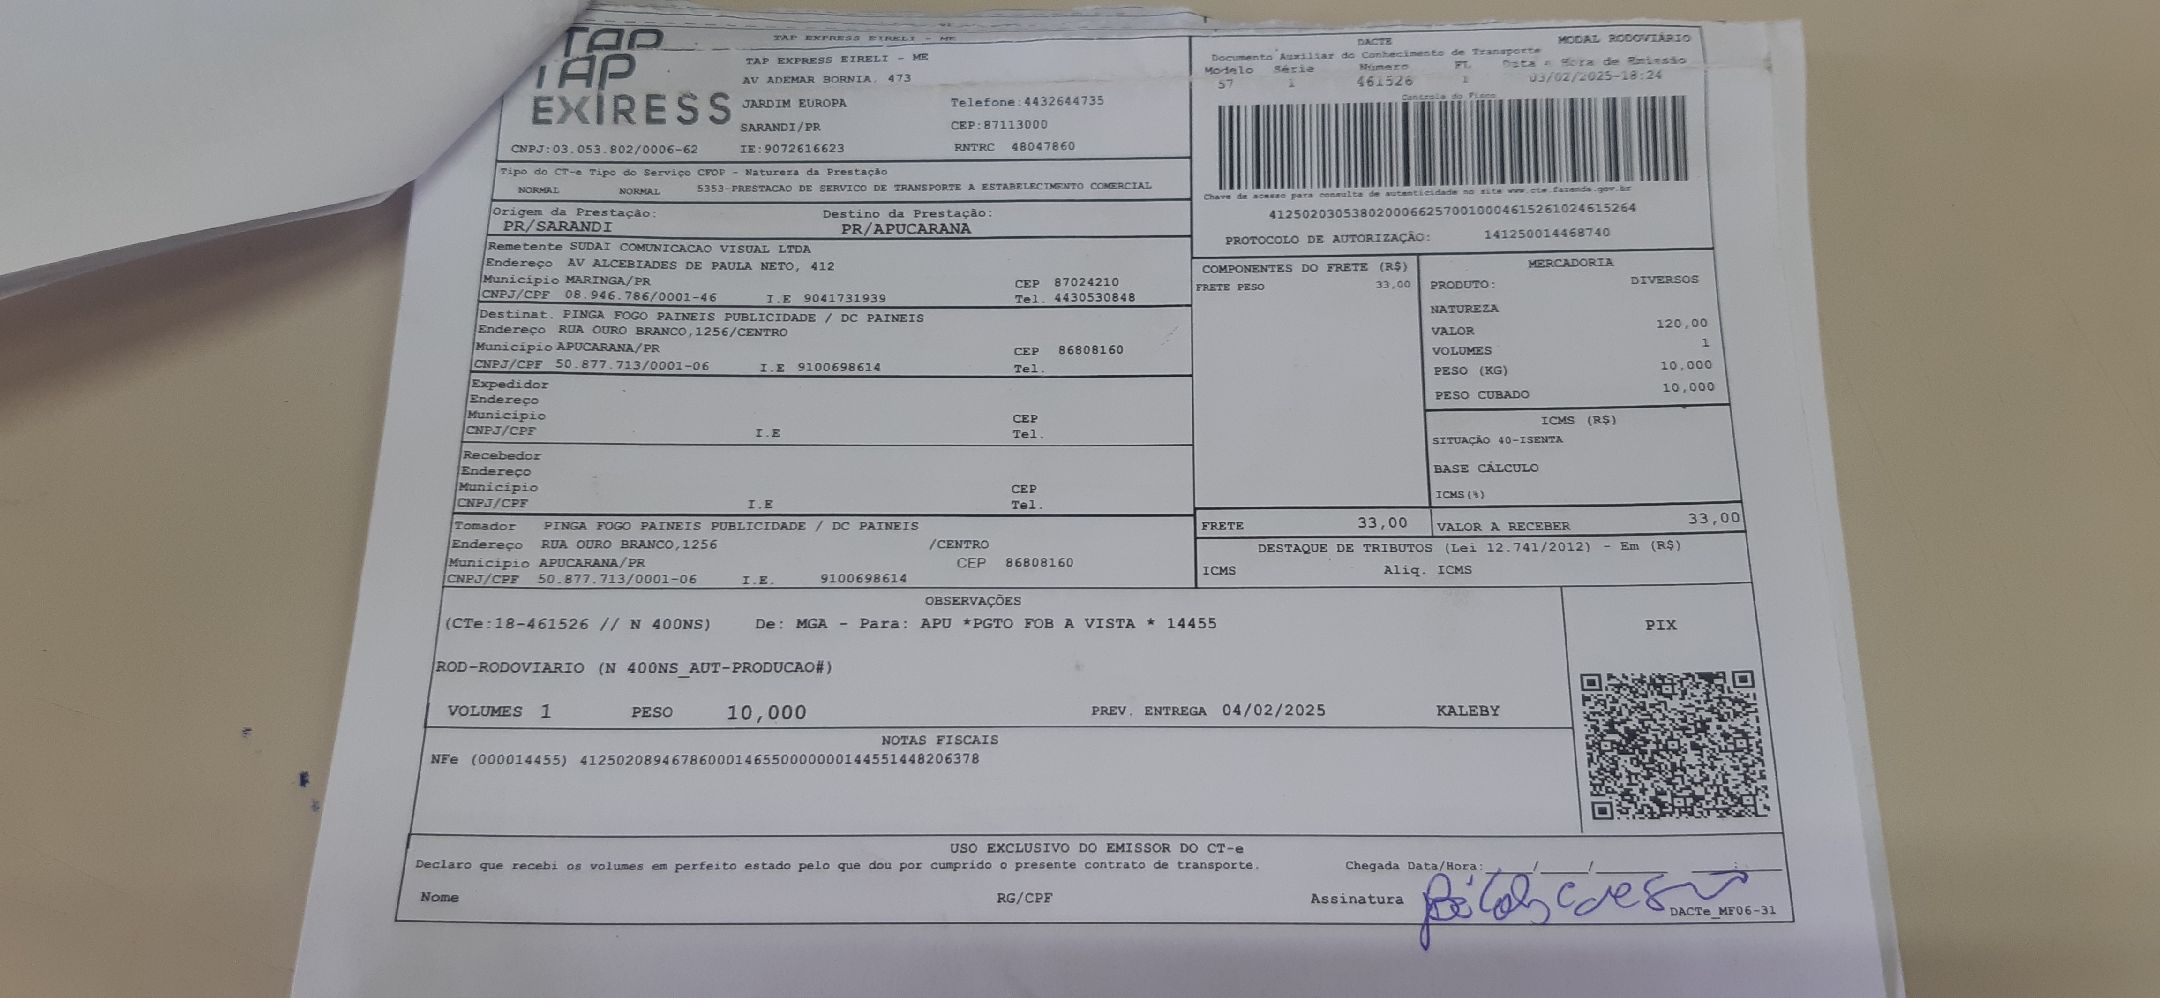 TAP EXPRESS EIRELI - ME
TAP
TAP
EXIRESS
TAP EXPRESS EIRELI - ME
AV ADEMAR BORNIA, 473
JARDIM EUROPA Telefone:4432644735
SARANDI/PR CEP:87113000
CNPJ:03.053.802/0006-62 IE:9072616623 RNTRC 48047860
DACTE MODAL RODOVIÁRIO
Documento Auxiliar do Conhecimento de Transporte
Modelo Série Número FL Data e Hora de Emissão
57 1 461526 1 03/02/2025-18:24
Controle do Fisco
Chave de acesso para consulta de autenticidade no site www.cte.fazenda.gov.br
41250203053802000662570010004615261024615264
PROTOCOLO DE AUTORIZAÇÃO: 141250014468740
Tipo do CT-e Tipo do Serviço CFOP - Natureza da Prestação
NORMAL NORMAL 5353-PRESTACAO DE SERVICO DE TRANSPORTE A ESTABELECIMENTO COMERCIAL
Origem da Prestação: Destino da Prestação:
PR/SARANDI PR/APUCARANA
Remetente SUDAI COMUNICACAO VISUAL LTDA
Endereço AV ALCEBIADES DE PAULA NETO, 412
Município MARINGA/PR CEP 87024210
CNPJ/CPF 08.946.786/0001-46 I.E 9041731939 Tel. 4430530848
Destinat. PINGA FOGO PAINEIS PUBLICIDADE / DC PAINEIS
Endereço RUA OURO BRANCO,1256/CENTRO
Município APUCARANA/PR CEP 86808160
CNPJ/CPF 50.877.713/0001-06 I.E 9100698614 Tel.
Expedidor
Endereço
Município CEP
CNPJ/CPF I.E Tel.
Recebedor
Endereço
Município CEP
CNPJ/CPF I.E Tel.
Tomador PINGA FOGO PAINEIS PUBLICIDADE / DC PAINEIS
Endereço RUA OURO BRANCO,1256 /CENTRO
Município APUCARANA/PR CEP 86808160
CNPJ/CPF 50.877.713/0001-06 I.E. 9100698614
COMPONENTES DO FRETE (R$)
FRETE PESO 33,00
MERCADORIA
PRODUTO: DIVERSOS
NATUREZA
VALOR 120,00
VOLUMES 1
PESO (KG) 10,000
PESO CUBADO 10,000
ICMS (R$)
SITUAÇÃO 40-ISENTA
BASE CÁLCULO
ICMS(%)
FRETE 33,00 VALOR A RECEBER 33,00
DESTAQUE DE TRIBUTOS (Lei 12.741/2012) - Em (R$)
ICMS Aliq. ICMS
OBSERVAÇÕES
(CTe:18-461526 // N 400NS) De: MGA - Para: APU *PGTO FOB A VISTA * 14455
PIX
ROD-RODOVIARIO (N 400NS_AUT-PRODUCAO#)
VOLUMES 1 PESO 10,000 PREV. ENTREGA 04/02/2025 KALEBY
NOTAS FISCAIS
NFe (000014455) 41250208946786000146550000000144551448206378
USO EXCLUSIVO DO EMISSOR DO CT-e
Declaro que recebi os volumes em perfeito estado pelo que dou por cumprido o presente contrato de transporte. Chegada Data/Hora:___/___/_____ __:__
Nome RG/CPF Assinatura
DACTe_MF06-31